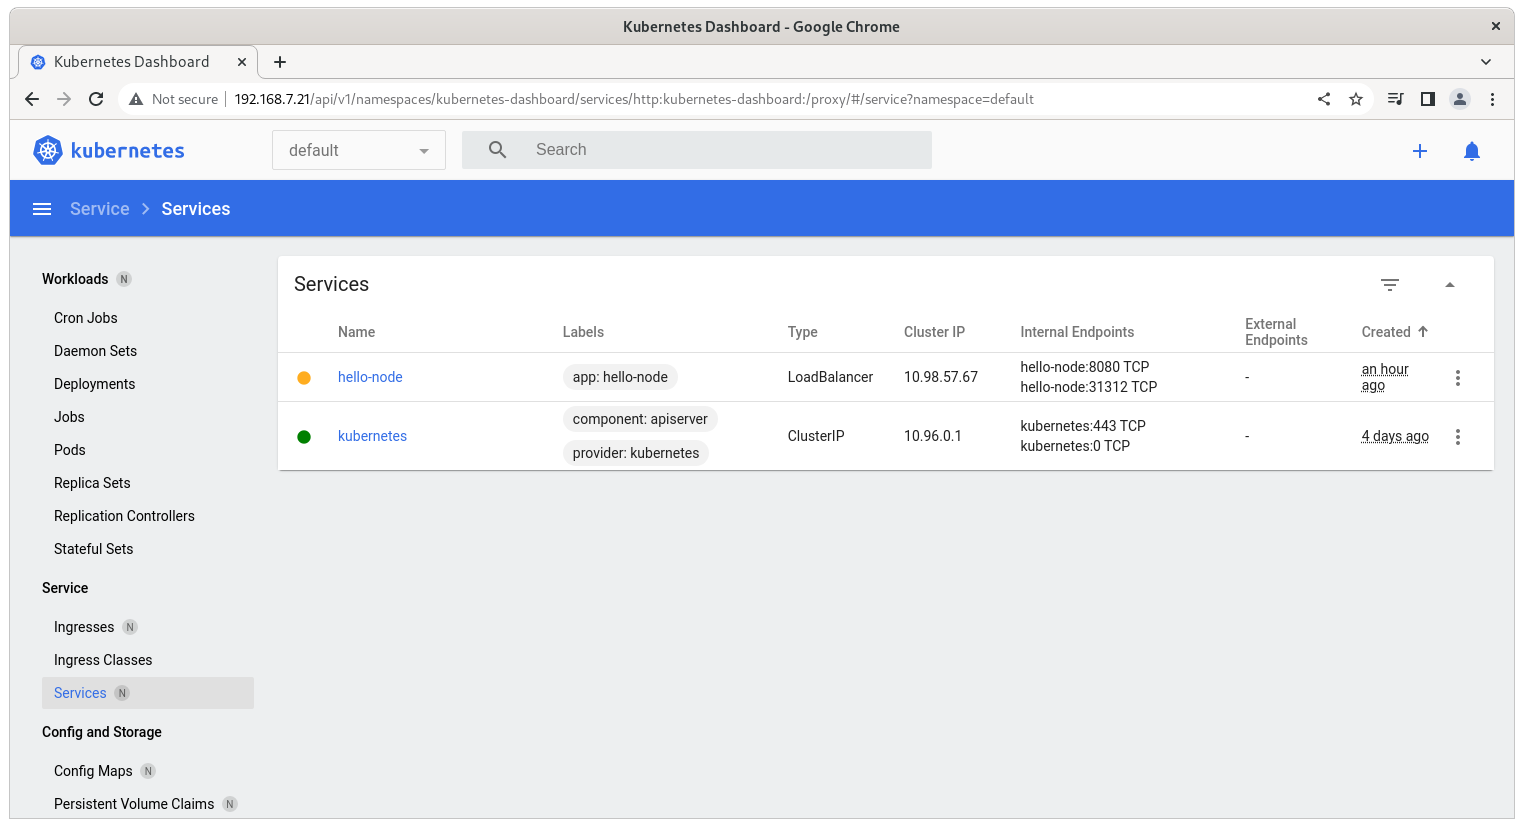 Kubernetes Dashboard - Google Chrome
Kubernetes Dashboard
Not secure 192.168.7.21/api/v1/namespaces/kubernetes-dashboard/services/http:kubernetes-dashboard:/proxy/#/service?namespace=default
kubernetes
default
Search
Service
Services
Workloads N
Cron Jobs
Daemon Sets
Deployments
Jobs
Pods
Replica Sets
Replication Controllers
Stateful Sets
Service
Ingresses N
Ingress Classes
Services N
Config and Storage
Config Maps N
Persistent Volume Claims N
Services
Name Labels Type Cluster IP Internal Endpoints External Endpoints Created
hello-node app: hello-node LoadBalancer 10.98.57.67 hello-node:8080 TCP
hello-node:31312 TCP
-
an hour
ago
kubernetes component: apiserver
provider: kubernetes
ClusterIP 10.96.0.1 kubernetes:443 TCP
kubernetes:0 TCP
-
4 days ago